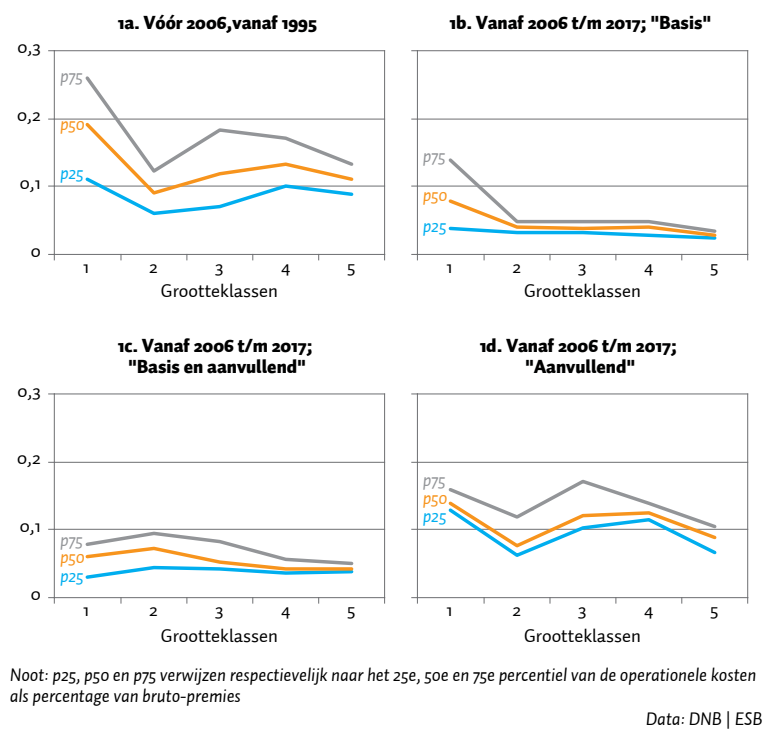 1a. Vóór 2006,vanaf 1995
0,3
0,2
0,1
0
p75
p50
p25
1 2 3 4 5
Grootteklassen
1b. Vanaf 2006 t/m 2017; "Basis"
p75
p50
p25
1 2 3 4 5
Grootteklassen
1c. Vanaf 2006 t/m 2017;
"Basis en aanvullend"
0,3
0,2
0,1
0
p75
p50
p25
1 2 3 4 5
Grootteklassen
1d. Vanaf 2006 t/m 2017;
"Aanvullend"
p75
p50
p25
1 2 3 4 5
Grootteklassen
Noot: p25, p50 en p75 verwijzen respectievelijk naar het 25e, 50e en 75e percentiel van de operationele kosten
als percentage van bruto-premies
Data: DNB | ESB